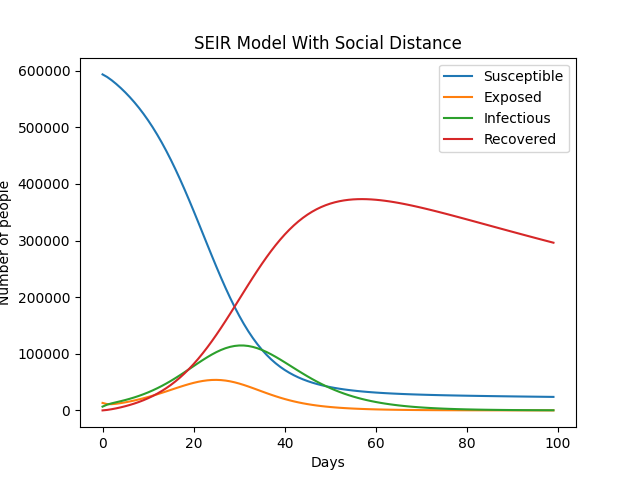 SEIR Model With Social Distance
Susceptible
Exposed
Infectious
Recovered
600000
500000
400000
300000
200000
100000
0
Number of people
0 20 40 60 80 100
Days